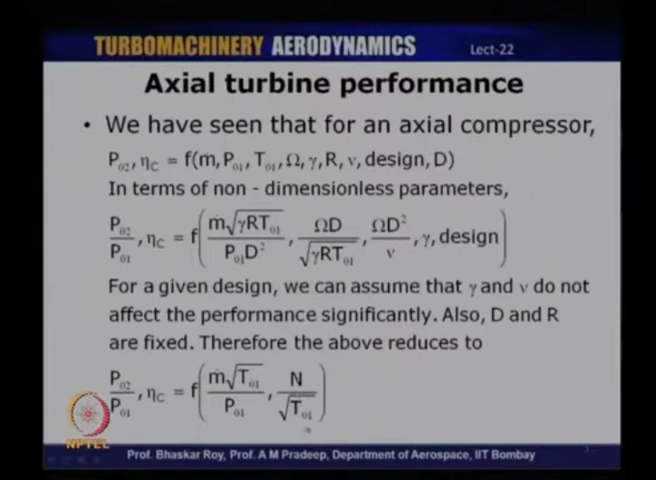 TURBOMACHINERY AERODYNAMICS Lect-22
Axial turbine performance
• We have seen that for an axial compressor,
P₀₂, ηC = f(ṁ, P₀₁, T₀₁, Ω, γ, R, ν, design, D)
In terms of non - dimensionless parameters,
P₀₂/P₀₁, ηC = f(ṁ√γRT₀₁/P₀₁D², ΩD/√γRT₀₁, ΩD²/ν, γ, design)
For a given design, we can assume that γ and ν do not
affect the performance significantly. Also, D and R
are fixed. Therefore the above reduces to
P₀₂/P₀₁, ηC = f(ṁ√T₀₁/P₀₁, N/√T₀₁)
NPTEL
Prof. Bhaskar Roy, Prof. A M Pradeep, Department of Aerospace, IIT Bombay